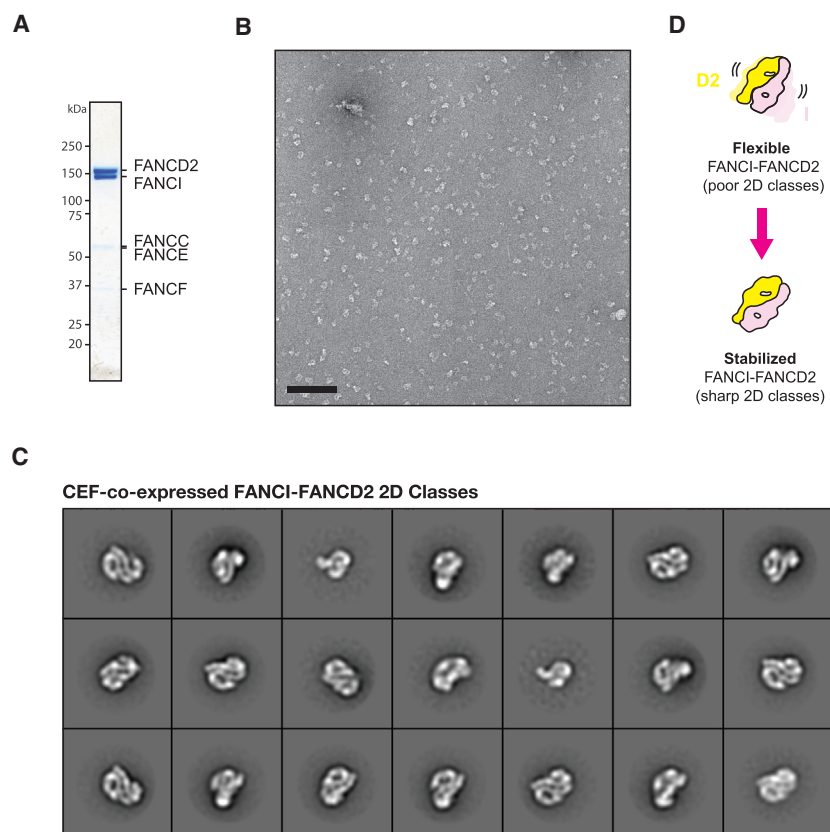 A
kDa
250
150
100
75
50
37
25
20
FANCD2
FANCI
FANCC
FANCE
FANCF
B
D
D2
I
Flexible
FANCI-FANCD2
(poor 2D classes)
Stabilized
FANCI-FANCD2
(sharp 2D classes)
C
CEF-co-expressed FANCI-FANCD2 2D Classes